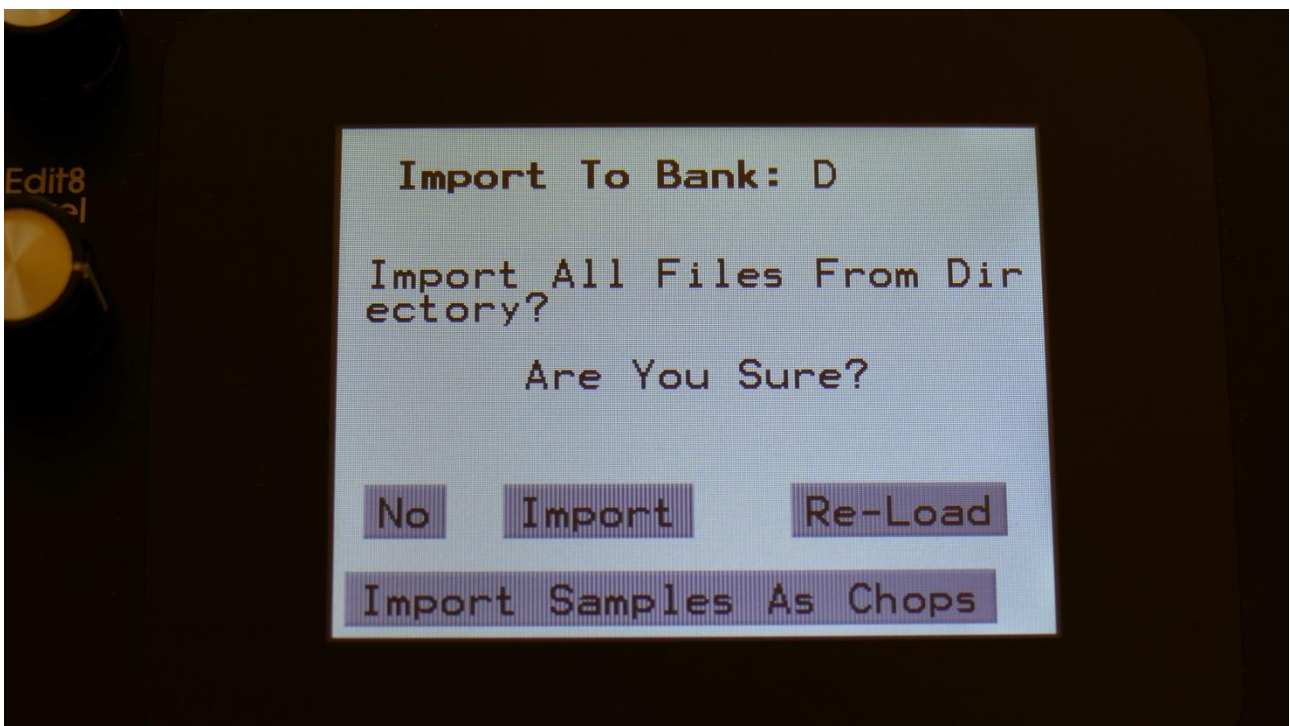 Edit8
Import To Bank: D
Import All Files From Dir
ectory?
Are You Sure?
No Import Re-Load
Import Samples As Chops